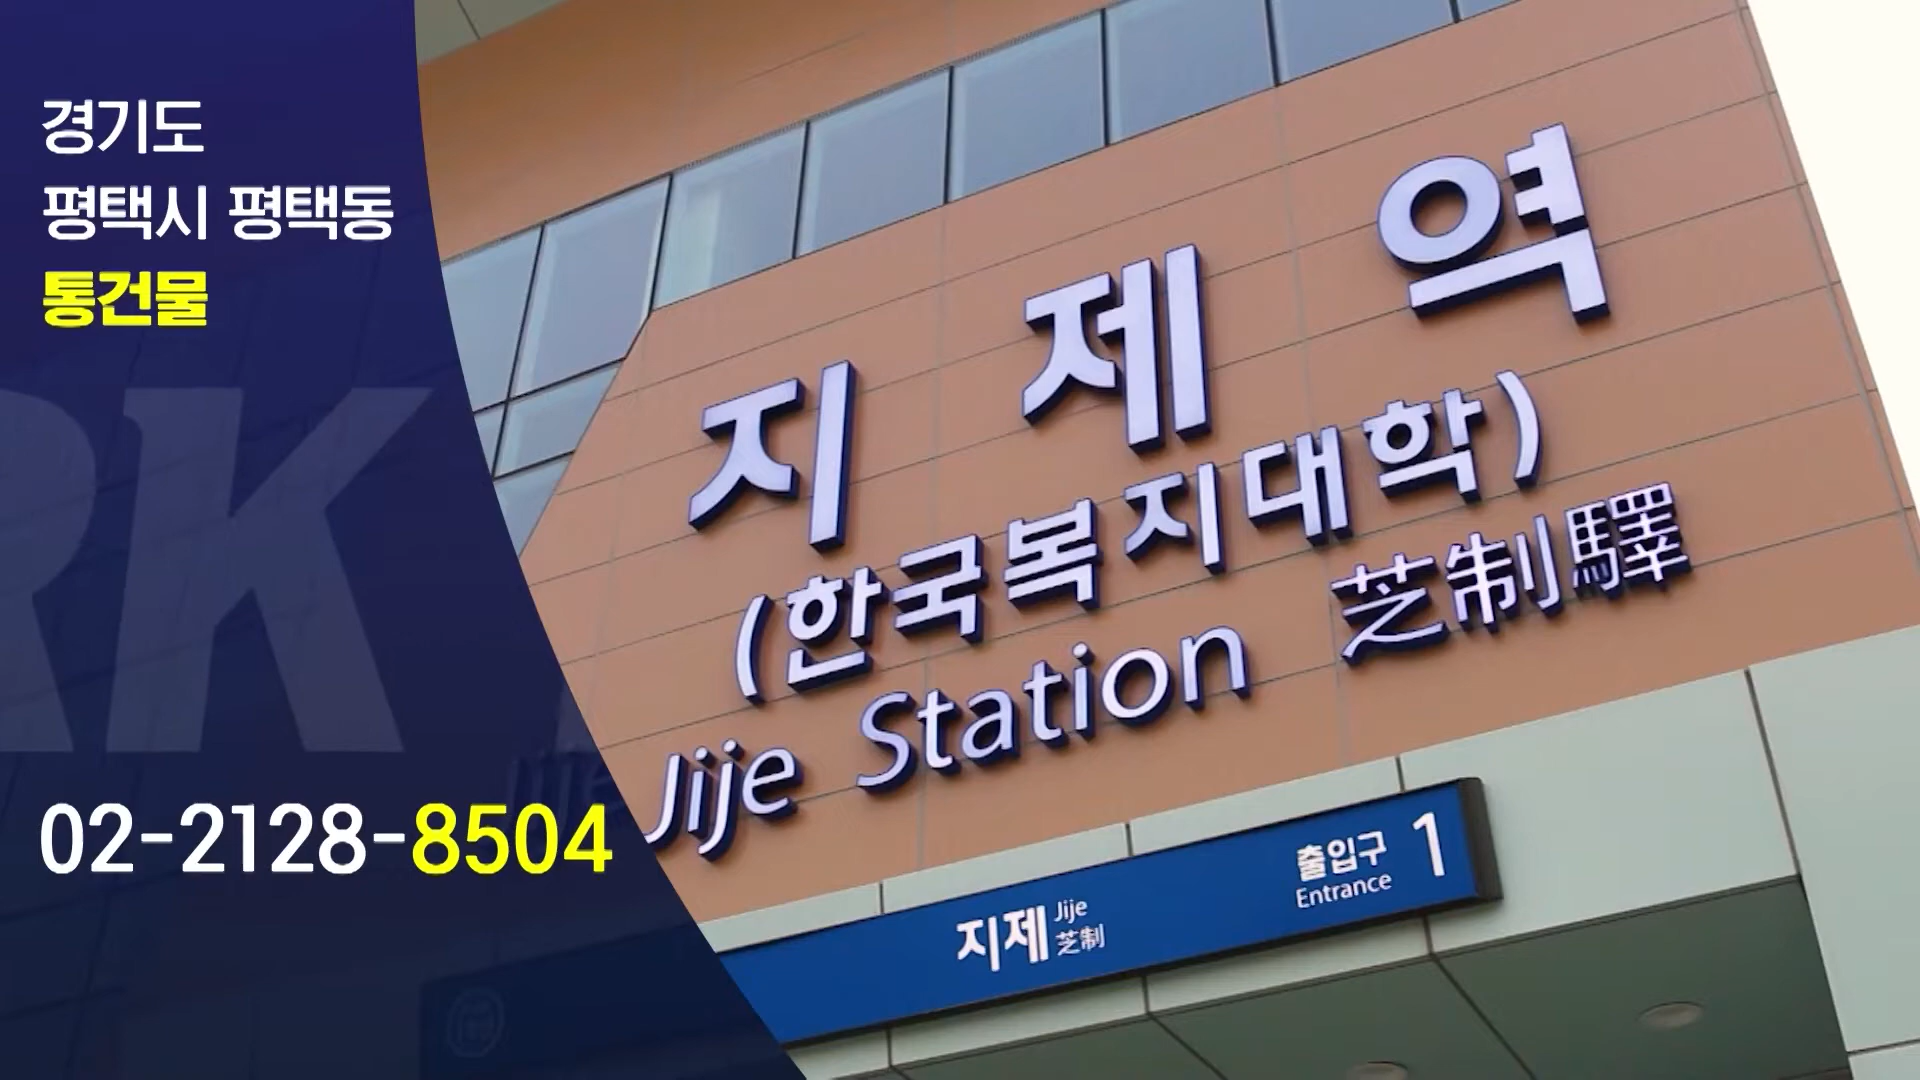 경기도
평택시 평택동
통건물
RK
02-2128-8504
지제역
(한국복지대학)
Jije Station 芝制驛
지제 Jije 芝制
출입구 Entrance 1